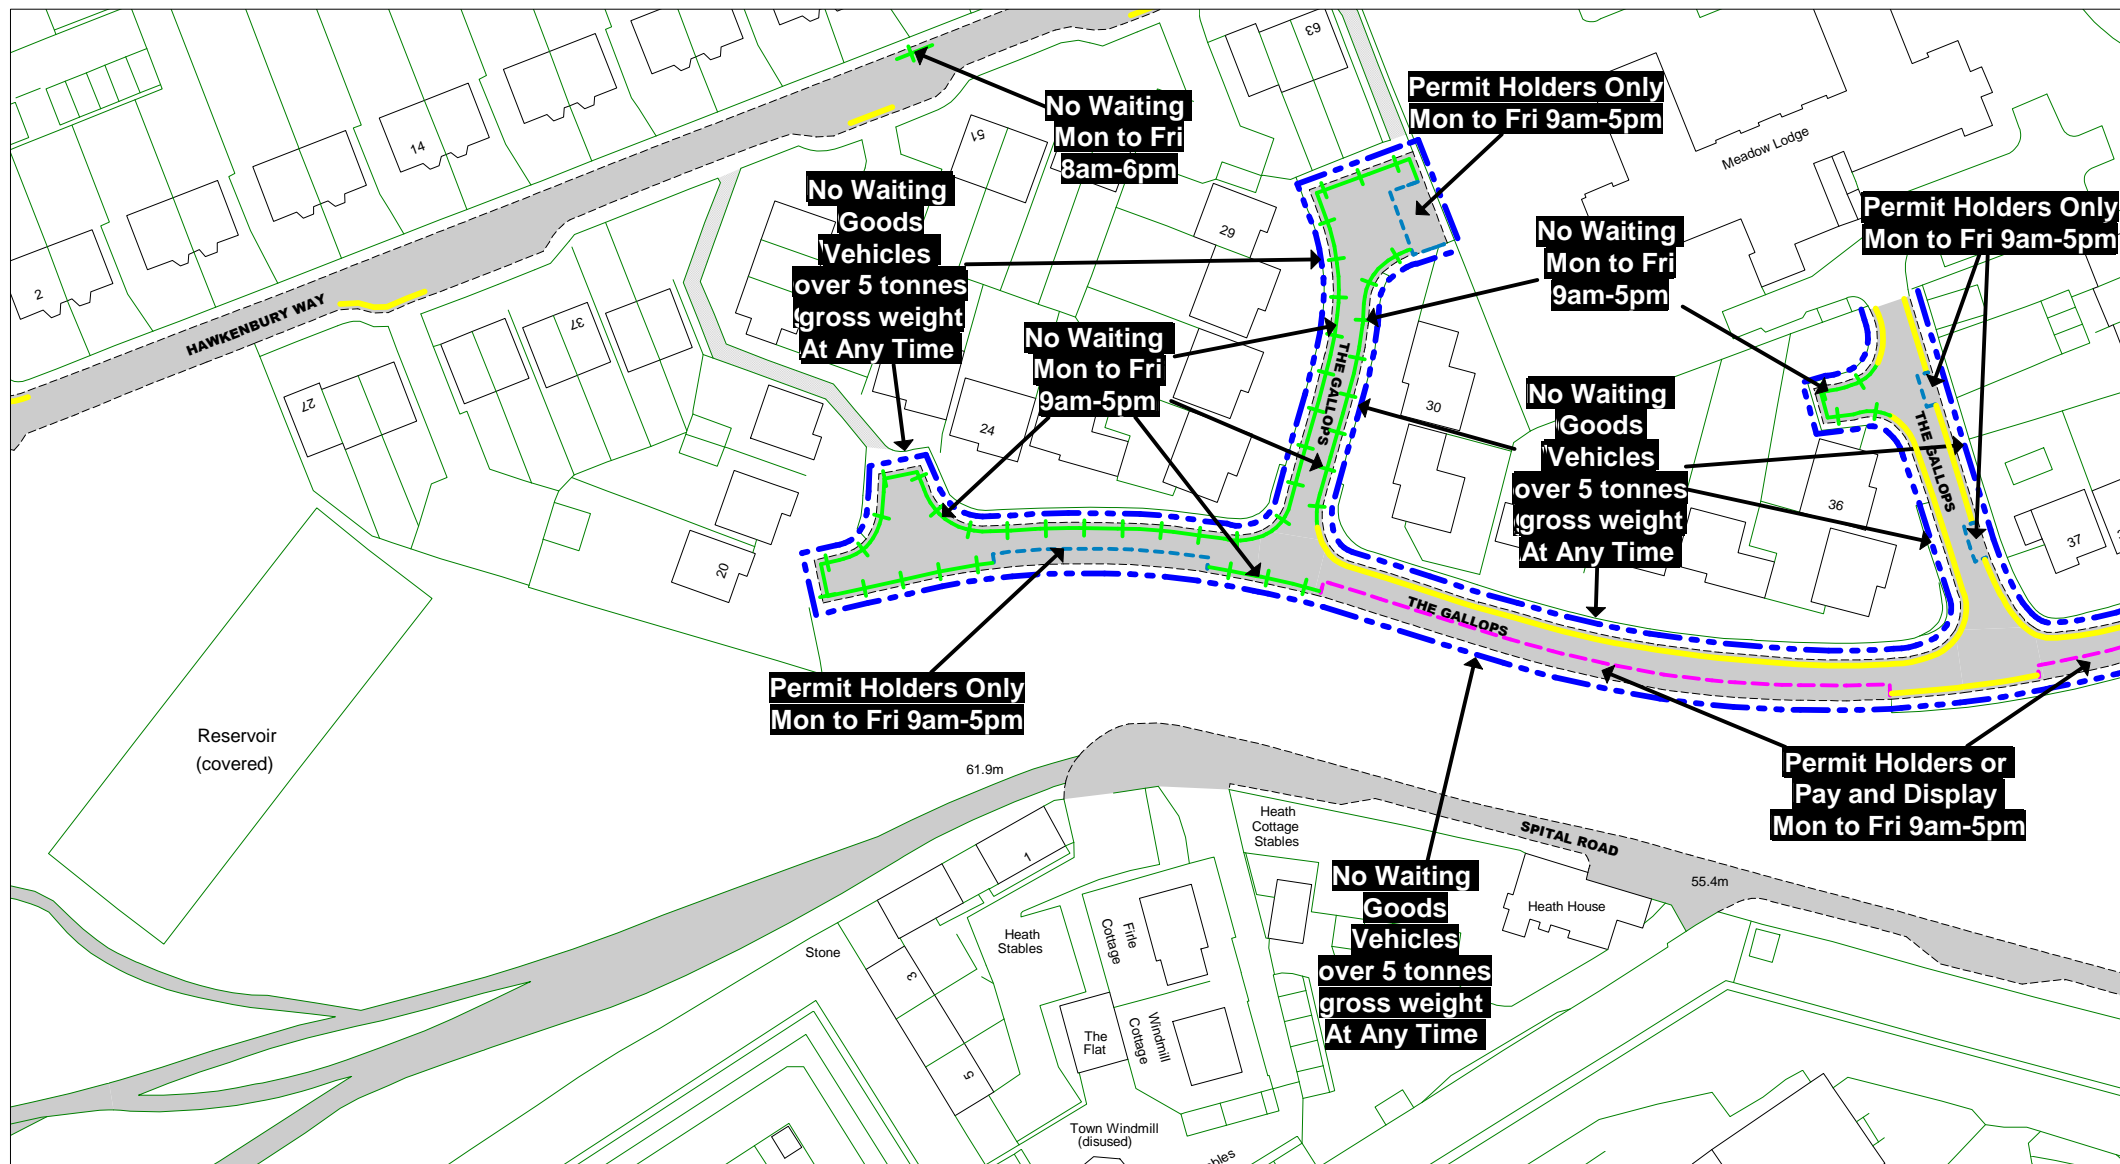 63
No Waiting
Mon to Fri
8am-6pm
Permit Holders Only
Mon to Fri 9am-5pm
14
51
Meadow Lodge
No Waiting
Goods
Vehicles
over 5 tonnes
gross weight
At Any Time
29
No Waiting
Mon to Fri
9am-5pm
Permit Holders Only
Mon to Fri 9am-5pm
2
HAWKENBURY WAY
37
27
No Waiting
Mon to Fri
9am-5pm
THE GALLOPS
24
30
No Waiting
Goods
Vehicles
over 5 tonnes
gross weight
At Any Time
THE GALLOPS
36
37
20
THE GALLOPS
Permit Holders Only
Mon to Fri 9am-5pm
Reservoir
(covered)
61.9m
Permit Holders or
Pay and Display
Mon to Fri 9am-5pm
Heath
Cottage
Stables
SPITAL ROAD
1
55.4m
No Waiting
Goods
Vehicles
over 5 tonnes
gross weight
At Any Time
Heath House
Stone
Heath
Stables
Firle
Cottage
3
The
Flat
Windmill
Cottage
5
Town Windmill
(disused)